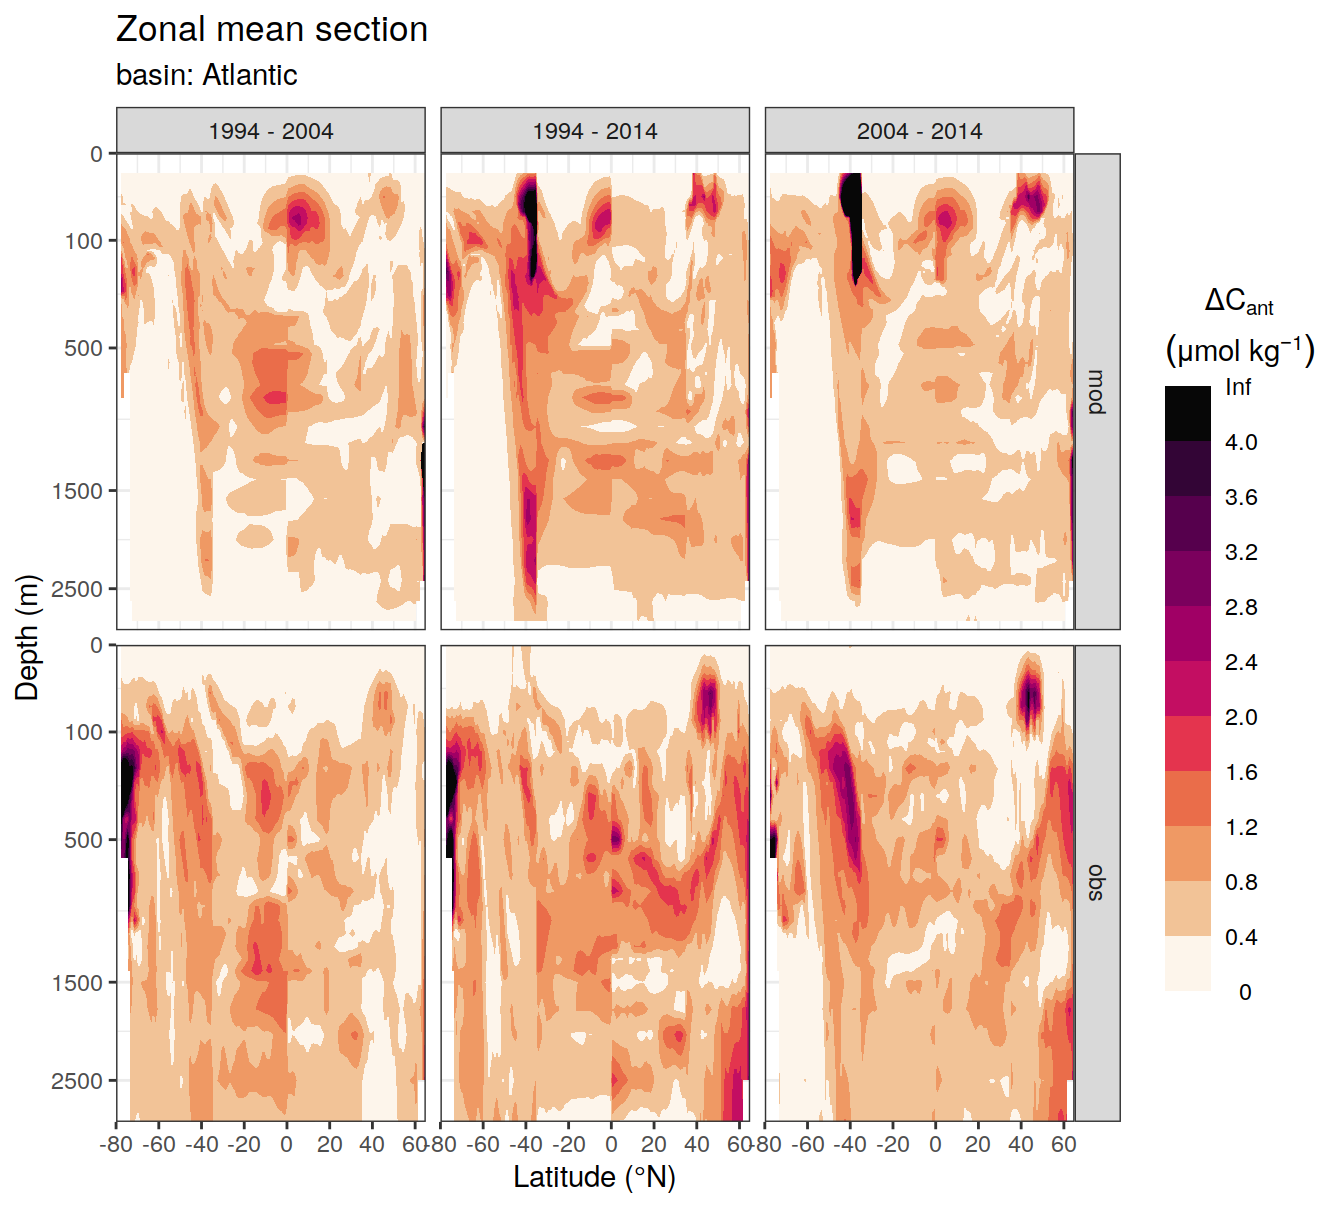 Zonal mean section
basin: Atlantic
1994 - 2004
1994 - 2014
2004 - 2014
0
100
500
1500
2500
mod
0
100
500
1500
2500
obs
Depth (m)
-80 -60 -40 -20 0 20 40 60
-80 -60 -40 -20 0 20 40 60
-80 -60 -40 -20 0 20 40 60
Latitude (°N)
ΔCant
(μmol kg⁻¹)
Inf
4.0
3.6
3.2
2.8
2.4
2.0
1.6
1.2
0.8
0.4
0